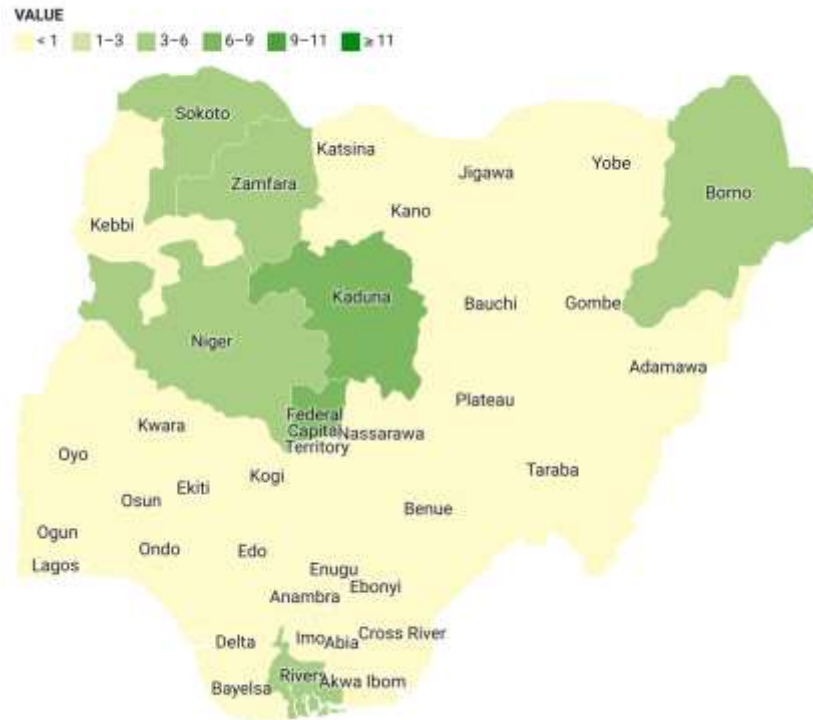 VALUE
< 1 1–3 3–6 6–9 9–11 ≥ 11
Sokoto
Katsina
Yobe
Jigawa
Zamfara
Borno
Kano
Kebbi
Kaduna
Bauchi
Gombe
Niger
Adamawa
Plateau
Federal
Capital
Territory
Nassarawa
Kwara
Oyo
Taraba
Kogi
Ekiti
Osun
Benue
Ogun
Ondo
Edo
Lagos
Enugu
Ebonyi
Anambra
Cross River
Delta
Imo
Abia
Rivers
Akwa Ibom
Bayelsa